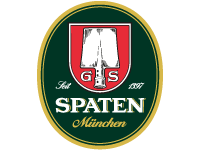 G S
Seit 1397
SPATEN
München